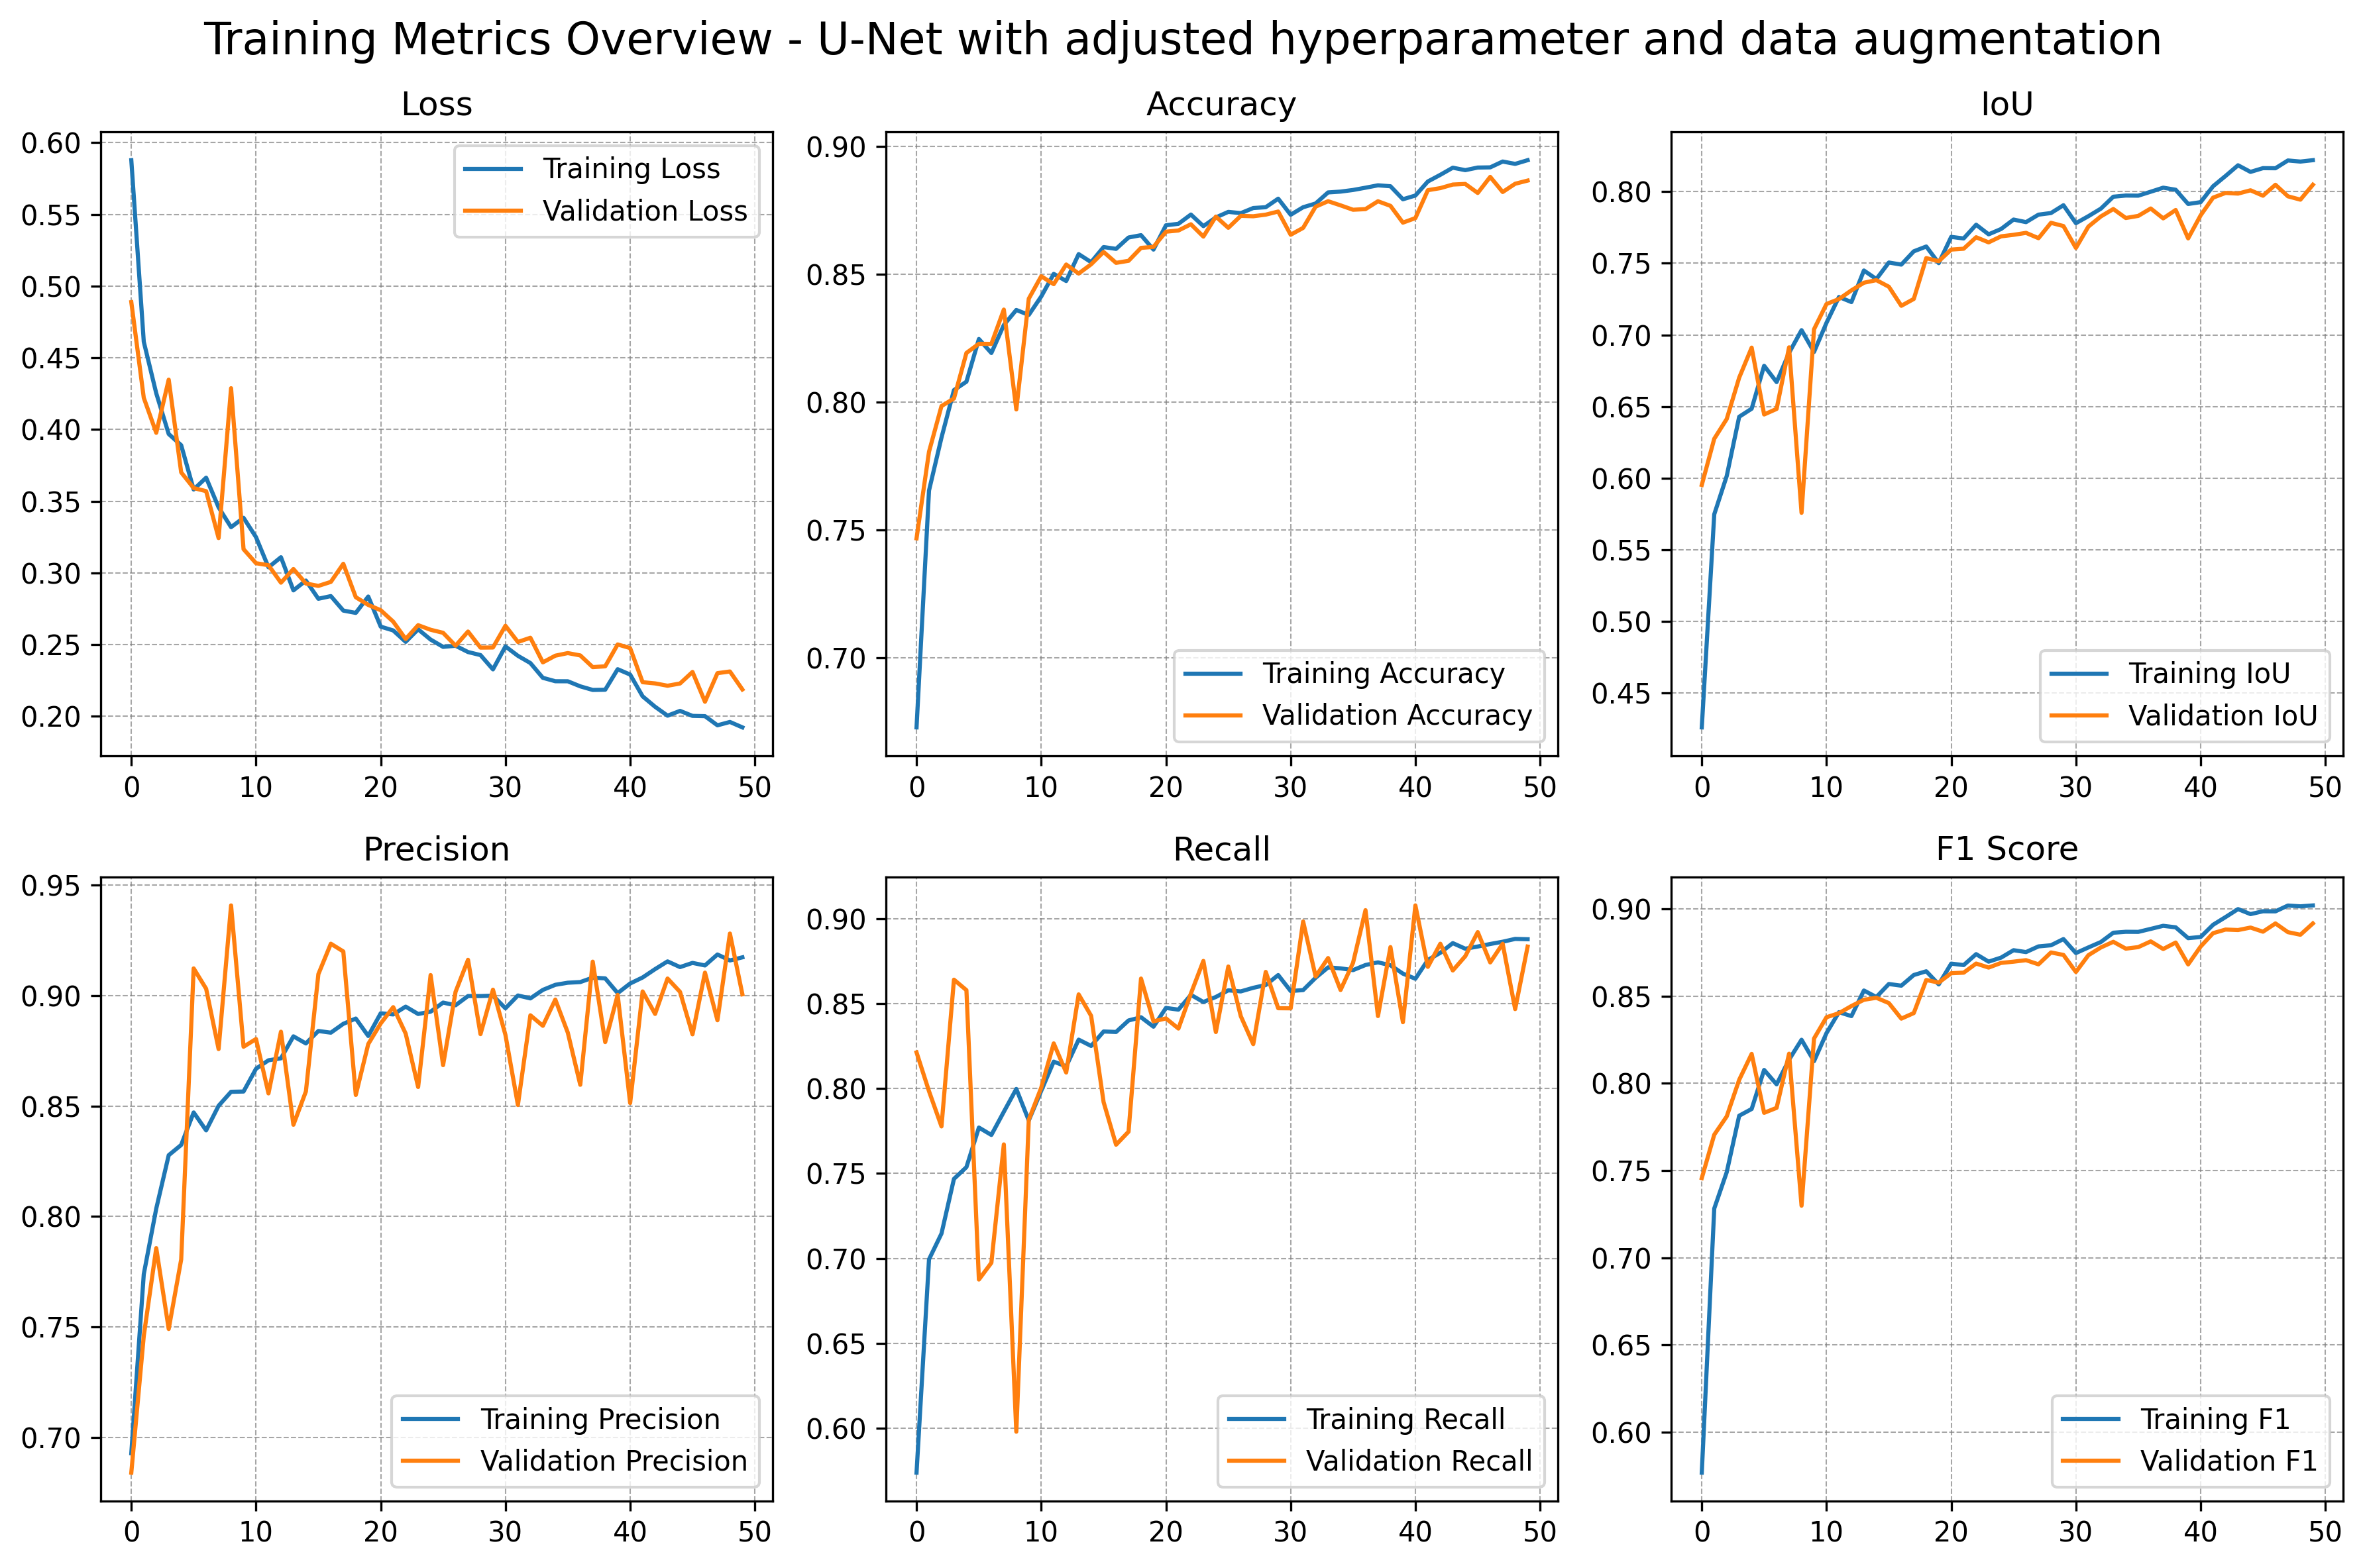 Training Metrics Overview - U-Net with adjusted hyperparameter and data augmentation
Loss
0.60
0.55
0.50
0.45
0.40
0.35
0.30
0.25
0.20
Training Loss
Validation Loss
0 10 20 30 40 50
Accuracy
0.90
0.85
0.80
0.75
0.70
Training Accuracy
Validation Accuracy
0 10 20 30 40 50
IoU
0.80
0.75
0.70
0.65
0.60
0.55
0.50
0.45
Training IoU
Validation IoU
0 10 20 30 40 50
Precision
0.95
0.90
0.85
0.80
0.75
0.70
Training Precision
Validation Precision
0 10 20 30 40 50
Recall
0.90
0.85
0.80
0.75
0.70
0.65
0.60
Training Recall
Validation Recall
0 10 20 30 40 50
F1 Score
0.90
0.85
0.80
0.75
0.70
0.65
0.60
Training F1
Validation F1
0 10 20 30 40 50